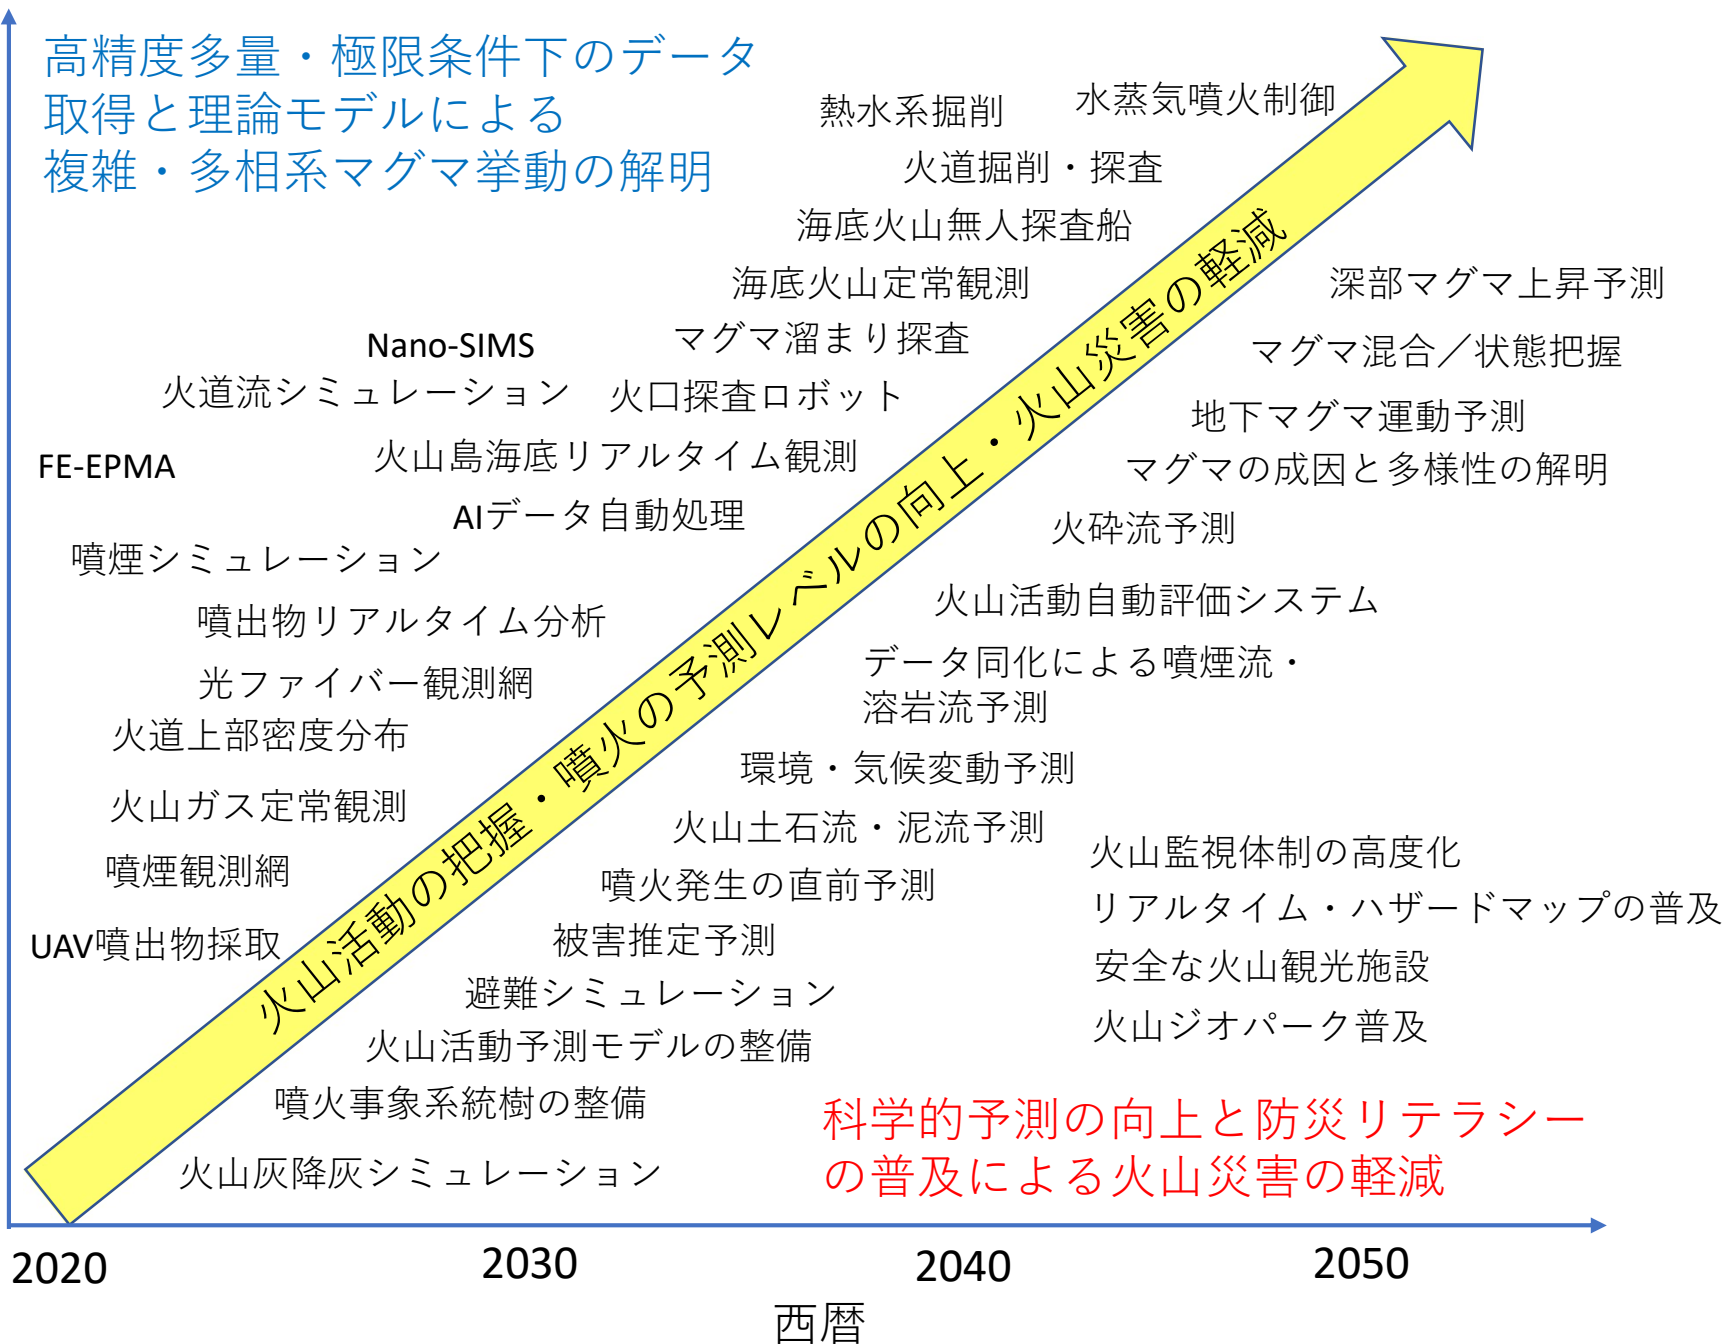 高精度多量・極限条件下のデータ
取得と理論モデルによる
複雑・多相系マグマ挙動の解明
熱水系掘削
水蒸気噴火制御
火道掘削・探査
海底火山無人探査船
海底火山定常観測
マグマ溜まり探査
Nano-SIMS
火道流シミュレーション
火口探査ロボット
FE-EPMA
火山島海底リアルタイム観測
AIデータ自動処理
噴煙シミュレーション
噴出物リアルタイム分析
光ファイバー観測網
火道上部密度分布
火山ガス定常観測
噴煙観測網
UAV噴出物採取
火山活動の把握・噴火の予測レベルの向上・火山災害の軽減
深部マグマ上昇予測
マグマ混合／状態把握
地下マグマ運動予測
マグマの成因と多様性の解明
火砕流予測
火山活動自動評価システム
データ同化による噴煙流・
溶岩流予測
環境・気候変動予測
火山土石流・泥流予測
噴火発生の直前予測
被害推定予測
避難シミュレーション
火山活動予測モデルの整備
噴火事象系統樹の整備
火山灰降灰シミュレーション
火山監視体制の高度化
リアルタイム・ハザードマップの普及
安全な火山観光施設
火山ジオパーク普及
科学的予測の向上と防災リテラシー
の普及による火山災害の軽減
2020
2030
2040
2050
西暦